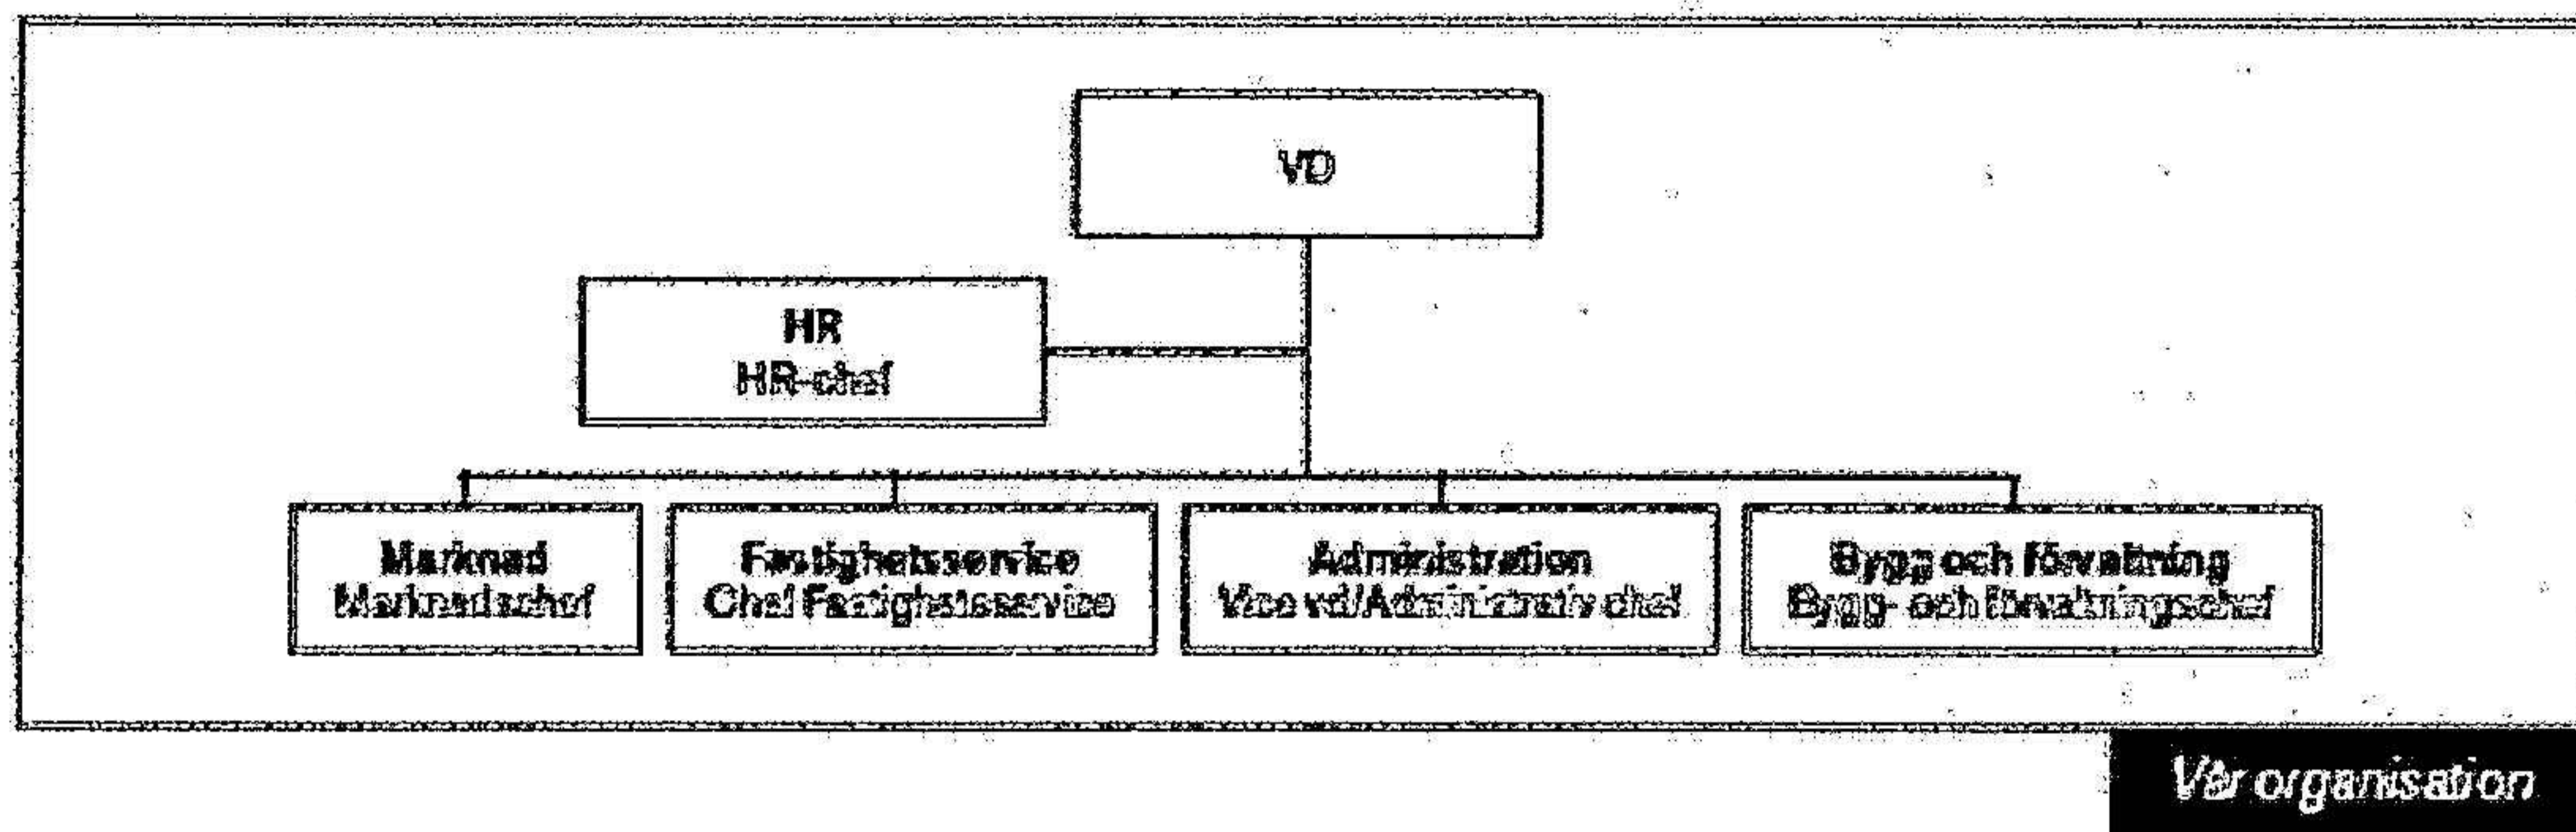 VD
HR
HR-chef
Marknad
Marknadschef
Fastighetsservice
Chef Fastighetsservice
Administration
Vice vd/Administrativ chef
Bygg och förvaltning
Bygg- och förvaltningschef
Vår organisation